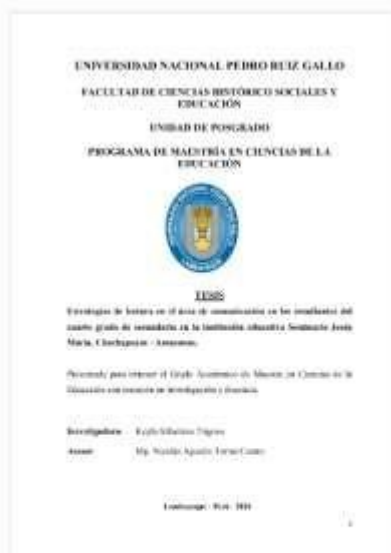 UNIVERSIDAD NACIONAL PEDRO RUIZ GALLO
FACULTAD DE CIENCIAS HISTÓRICO SOCIALES Y
EDUCACIÓN
UNIDAD DE POSGRADO
PROGRAMA DE MAESTRÍA EN CIENCIAS DE LA
EDUCACIÓN
TESIS
Estrategias de lectura en el área de comunicación en los estudiantes del
cuarto grado de secundaria en la institución educativa Seminario Jesús
María, Chachapoyas - Amazonas.
Presentada para obtener el Grado Académico de Maestro en Ciencias de la
Educación con mención en Investigación y Docencia.
Investigadora
Asesor Mg.
Lambayeque - Perú